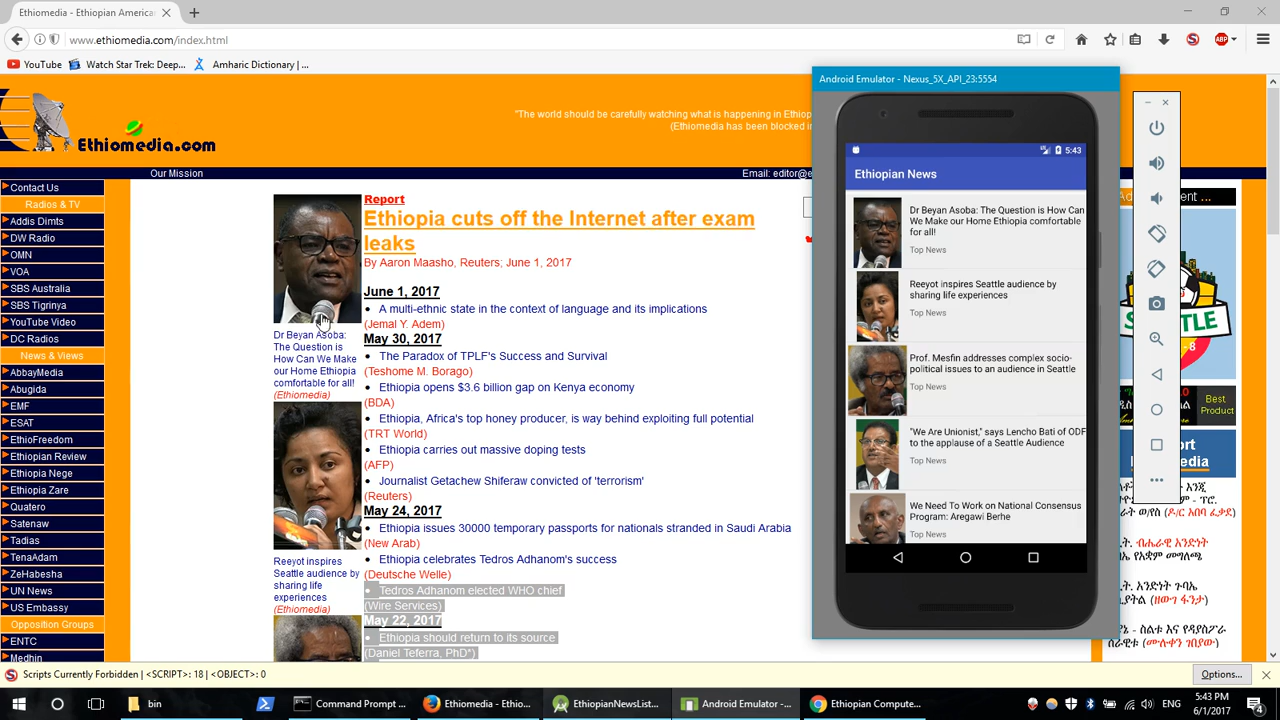 Ethiomedia - Ethiopian Americar
www.ethiomedia.com/index.html
YouTube
Watch Star Trek: Deep...
Amharic Dictionary | ...
ABP
Ethiomedia.com
"The world should be carefully watching what is happening in Ethiop
(Ethiomedia has been blocked in
Our Mission
Email: editor@e
Contact Us
Radios & TV
Addis Dimts
DW Radio
OMN
VOA
SBS Australia
SBS Tigrinya
YouTube Video
DC Radios
News & Views
AbbayMedia
Abugida
EMF
ESAT
EthioFreedom
Ethiopian Review
Ethiopia Nege
Ethiopia Zare
Quatero
Satenaw
Tadias
TenaAdam
ZeHabesha
UN News
US Embassy
Opposition Groups
ENTC
Medhin
Dr Beyan Asoba:
The Question is
How Can We Make
our Home Ethiopia
comfortable for all!
(Ethiomedia)
Reeyot inspires
Seattle audience by
sharing life
experiences
(Ethiomedia)
Report
Ethiopia cuts off the Internet after exam
leaks
By Aaron Maasho, Reuters; June 1, 2017
June 1, 2017
• A multi-ethnic state in the context of language and its implications
(Jemal Y. Adem)
May 30, 2017
• The Paradox of TPLF's Success and Survival
(Teshome M. Borago)
• Ethiopia opens $3.6 billion gap on Kenya economy
(BDA)
• Ethiopia, Africa's top honey producer, is way behind exploiting full potential
(TRT World)
• Ethiopia carries out massive doping tests
(AFP)
• Journalist Getachew Shiferaw convicted of 'terrorism'
(Reuters)
May 24, 2017
• Ethiopia issues 30000 temporary passports for nationals stranded in Saudi Arabia
(New Arab)
• Ethiopia celebrates Tedros Adhanom's success
(Deutsche Welle)
• Tedros Adhanom elected WHO chief
(Wire Services)
May 22, 2017
• Ethiopia should return to its source
(Daniel Teferra, PhD*)
Android Emulator - Nexus_5X_API_23:5554
5:43
Ethiopian News
Dr Beyan Asoba: The Question is How Can
We Make our Home Ethiopia comfortable
for all!
Top News
Reeyot inspires Seattle audience by
sharing life experiences
Top News
Prof. Mesfin addresses complex socio-
political issues to an audience in Seattle
Top News
"We Are Unionist," says Lencho Bati of ODF
to the applause of a Seattle Audience
Top News
We Need To Work on National Consensus
Program: Aregawi Berhe
Top News
Best
Product
(ዶ/ር አበባ ፈቃደ)
ብሔራዊ አንድነት
አንድነት ጉባኤ
(ዘውገ ፋንታ)
(ሙሉቀን ገበያው)
Scripts Currently Forbidden | <SCRIPT>: 18 | <OBJECT>: 0
Options...
bin
Command Prompt ...
Ethiomedia - Ethio...
EthiopianNewsList...
Android Emulator -...
Ethiopian Compute...
ENG
5:43 PM
6/1/2017